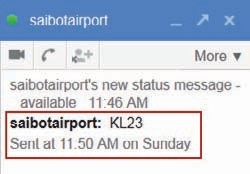 saibotairport
More ▼
saibotairport's new status message -
available 11:46 AM
saibotairport: KL23
Sent at 11.50 AM on Sunday